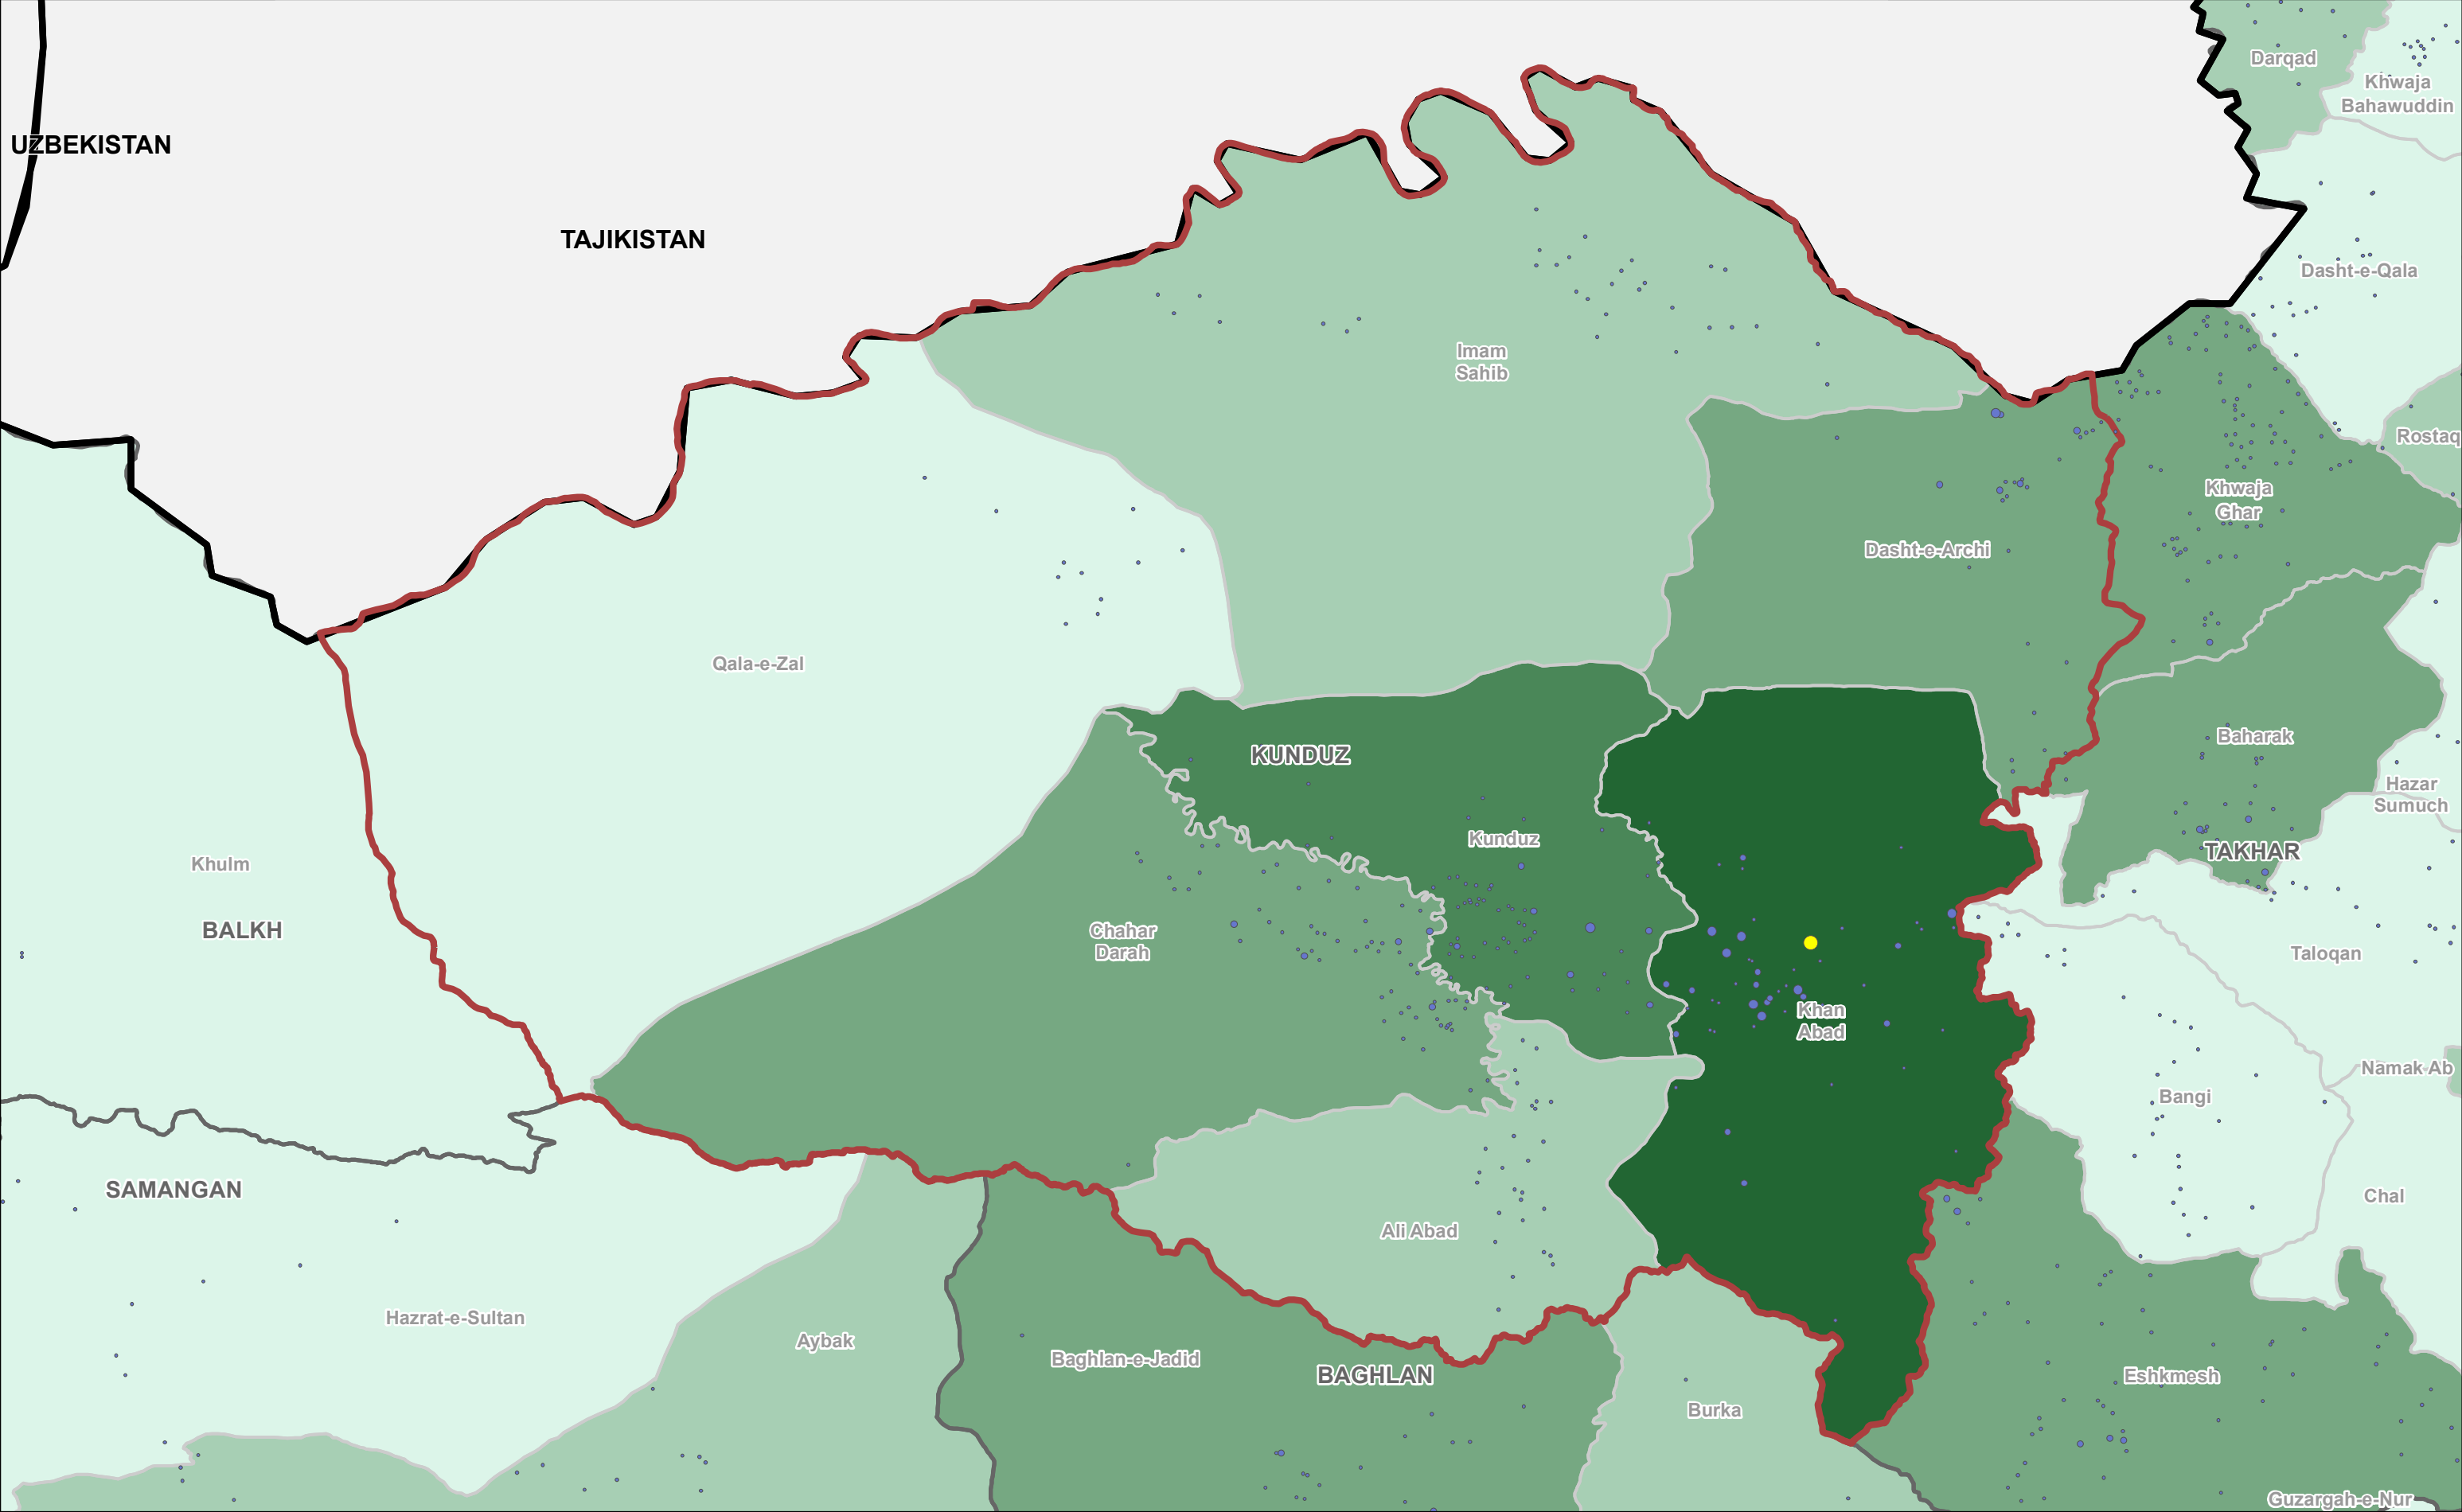 Darqad
Khwaja
Bahawuddin
UZBEKISTAN
TAJIKISTAN
Dasht-e-Qala
Imam
Sahib
Rostaq
Khwaja
Ghar
Dasht-e-Archi
Qala-e-Zal
Baharak
KUNDUZ
Hazar
Sumuch
Kunduz
TAKHAR
Khulm
BALKH
Chahar
Darah
Taloqan
Khan
Abad
Namak Ab
Bangi
SAMANGAN
Chal
Ali Abad
Hazrat-e-Sultan
Aybak
Baghlan-e-Jadid
BAGHLAN
Eshkmesh
Burka
Guzargah-e-Nur